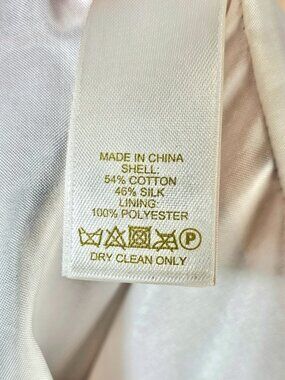 MADE IN CHINA
SHELL:
54% COTTON
46% SILK
LINING:
100% POLYESTER
P
DRY CLEAN ONLY